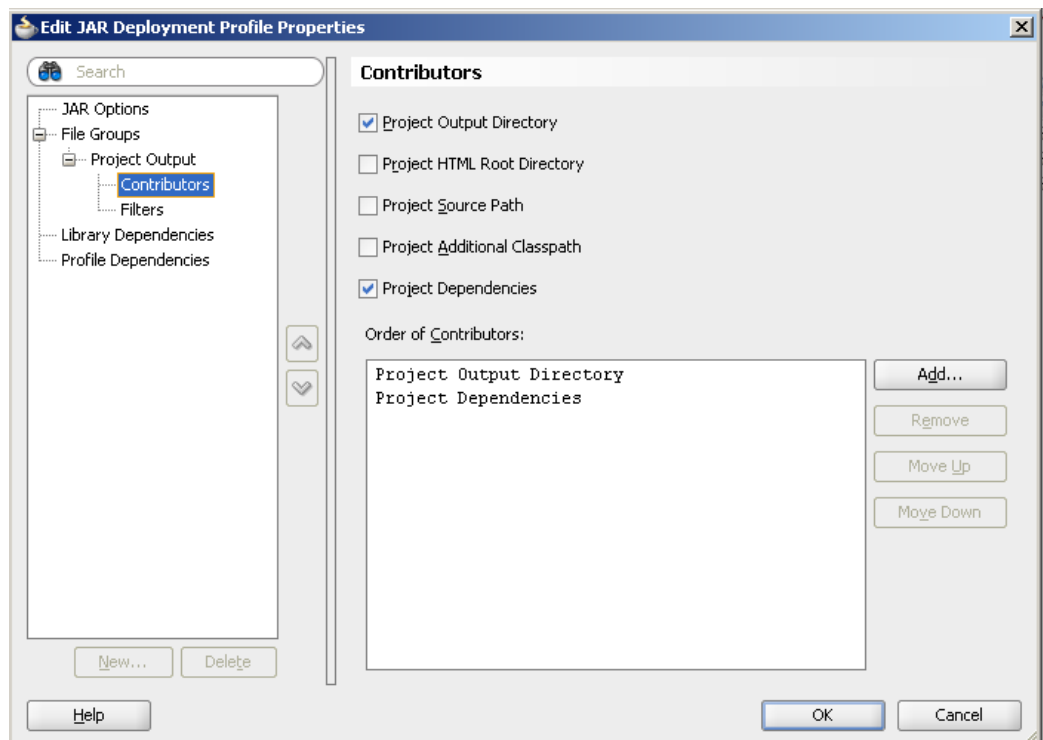 Edit JAR Deployment Profile Properties
Search
JAR Options
File Groups
Project Output
Contributors
Filters
Library Dependencies
Profile Dependencies
New...
Delete
Contributors
Project Output Directory
Project HTML Root Directory
Project Source Path
Project Additional Classpath
Project Dependencies
Order of Contributors:
Project Output Directory
Project Dependencies
Add...
Remove
Move Up
Move Down
Help
OK
Cancel